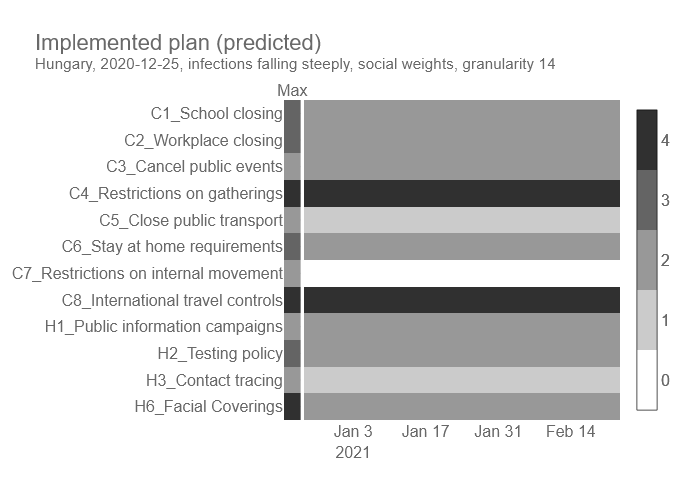 Implemented plan (predicted)
Hungary, 2020-12-25, infections falling steeply, social weights, granularity 14
Max
C1_School closing
C2_Workplace closing
C3_Cancel public events
C4_Restrictions on gatherings
C5_Close public transport
C6_Stay at home requirements
C7_Restrictions on internal movement
C8_International travel controls
H1_Public information campaigns
H2_Testing policy
H3_Contact tracing
H6_Facial Coverings
Jan 3 Jan 17 Jan 31 Feb 14
2021
4
3
2
1
0